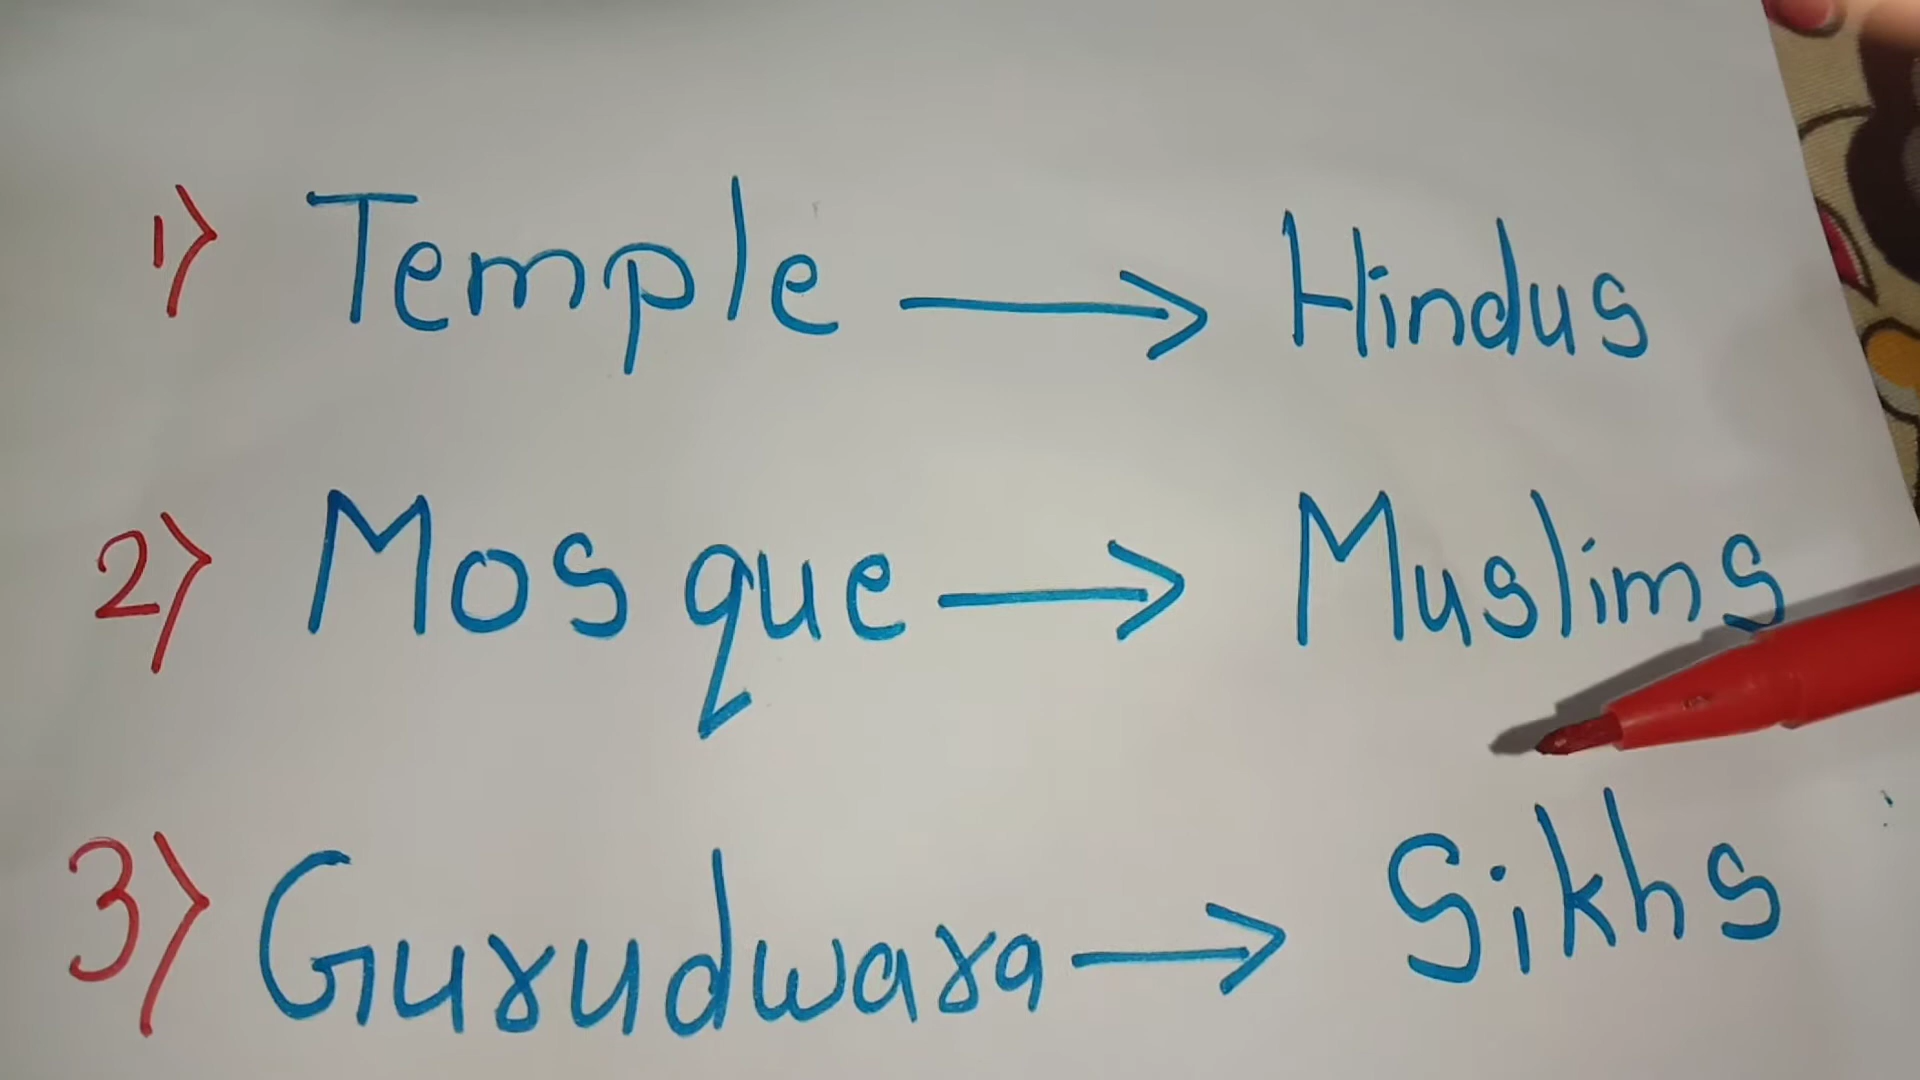 1) Temple → Hindus
2) Mosque → Muslims
3) Gurudwara → Sikhs